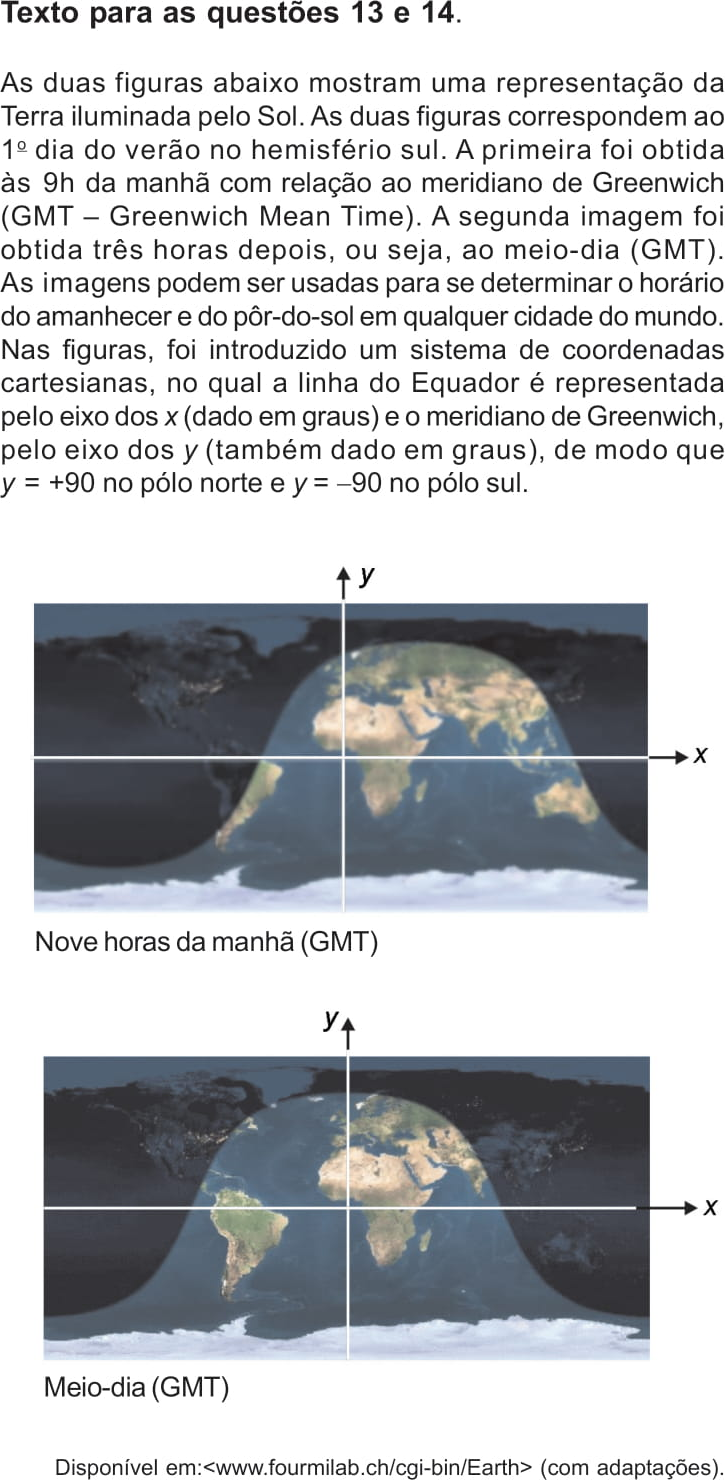 Texto para as questões 13 e 14.
As duas figuras abaixo mostram uma representação da
Terra iluminada pelo Sol. As duas figuras correspondem ao
1º dia do verão no hemisfério sul. A primeira foi obtida
às 9h da manhã com relação ao meridiano de Greenwich
(GMT – Greenwich Mean Time). A segunda imagem foi
obtida três horas depois, ou seja, ao meio-dia (GMT).
As imagens podem ser usadas para se determinar o horário
do amanhecer e do pôr-do-sol em qualquer cidade do mundo.
Nas figuras, foi introduzido um sistema de coordenadas
cartesianas, no qual a linha do Equador é representada
pelo eixo dos x (dado em graus) e o meridiano de Greenwich,
pelo eixo dos y (também dado em graus), de modo que
y = +90 no pólo norte e y = –90 no pólo sul.
y
x
Nove horas da manhã (GMT)
y
x
Meio-dia (GMT)
Disponível em:<www.fourmilab.ch/cgi-bin/Earth> (com adaptações).